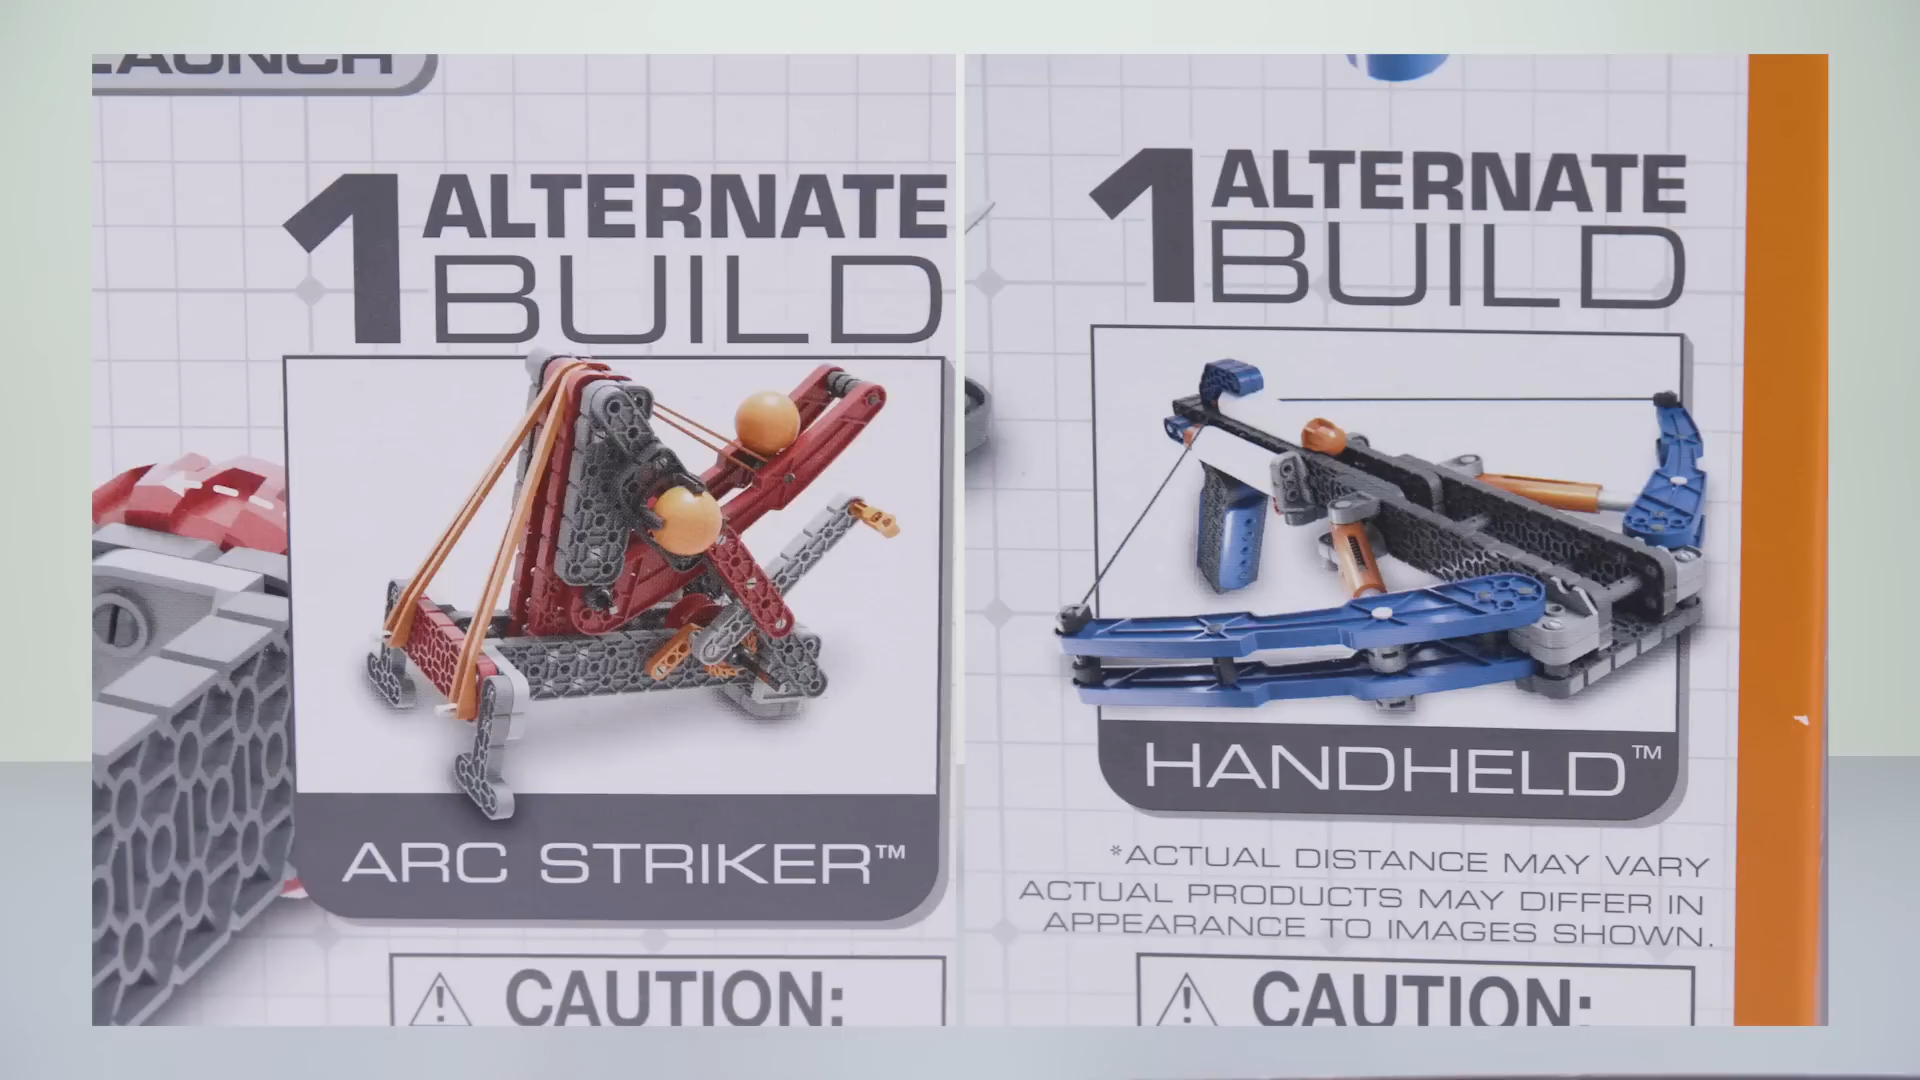 LAUNCH
1 ALTERNATE
BUILD
ARC STRIKER™
CAUTION:
1 ALTERNATE
BUILD
HANDHELD™
*ACTUAL DISTANCE MAY VARY
ACTUAL PRODUCTS MAY DIFFER IN
APPEARANCE TO IMAGES SHOWN.
CAUTION: